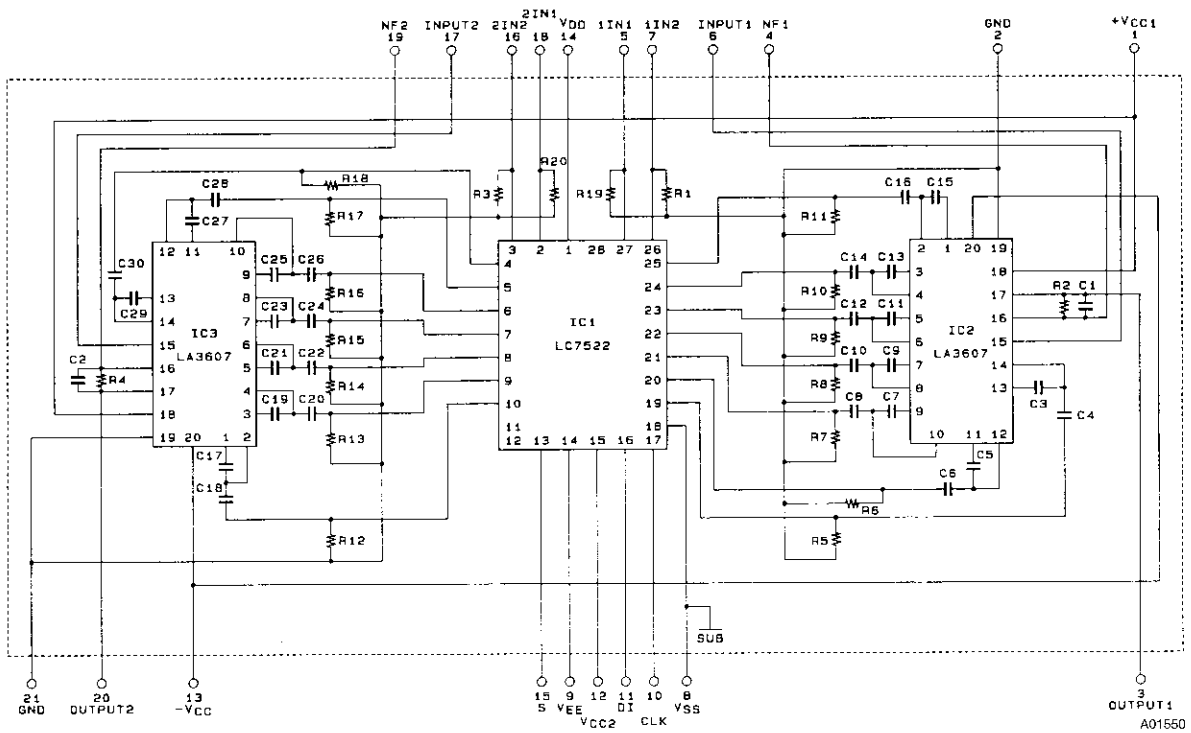 NF2 INPUT2 2IN2 2IN1 VDD 1IN1 1IN2 INPUT1 NF1 GND +VCC1
19 17 16 18 14 5 7 6 4 2 1
R20
R18 R3 R19 R1
C28 C16 C15
C27 R17 R11
12 11 10 3 2 1 28 27 26 2 1 20 19
C30 C25 C26 9 4 25 C14 C13 3 18
C29 13 8 R16 5 24 R10 4 17 R2 C1
14 C23 C24 7 6 23 C12 C11 5 16
IC3 IC1 IC2
LA3607 LC7522 LA3607
15 6 R15 7 22 R9 6 15
C2 16 C21 C22 5 8 21 C10 C9 7 14
R4 17 4 R14 9 20 R8 8 13 C3
18 C19 C20 3 10 19 C8 C7 9 C4
19 20 1 2 R13 11 18 R7 10 11 12
12 13 14 15 16 17
C17 C5
C18 C6
R6
R12 R5
SUB
21 20 13 15 9 12 11 10 8 3
GND OUTPUT2 -VCC S VEE VCC2 DI CLK VSS OUTPUT1
A01550